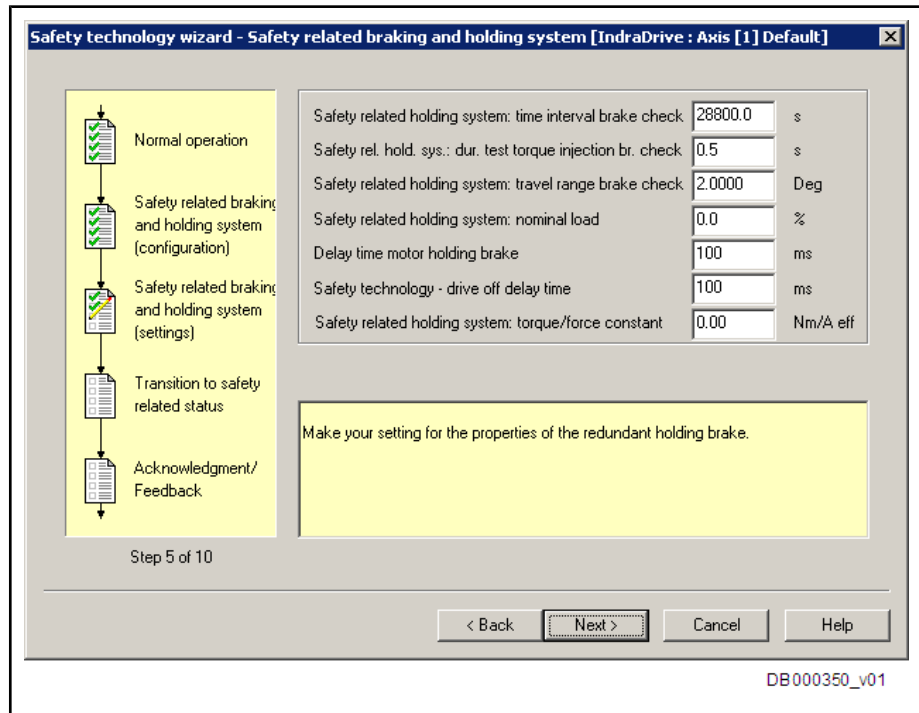 Safety technology wizard - Safety related braking and holding system [IndraDrive : Axis [1] Default]
Normal operation
Safety related braking
and holding system
(configuration)
Safety related braking
and holding system
(settings)
Transition to safety
related status
Acknowledgment/
Feedback
Step 5 of 10
Safety related holding system: time interval brake check 28800.0 s
Safety rel. hold. sys.: dur. test torque injection br. check 0.5 s
Safety related holding system: travel range brake check 2.0000 Deg
Safety related holding system: nominal load 0.0 %
Delay time motor holding brake 100 ms
Safety technology - drive off delay time 100 ms
Safety related holding system: torque/force constant 0.00 Nm/A eff
Make your setting for the properties of the redundant holding brake.
< Back Next > Cancel Help
DB000350_v01